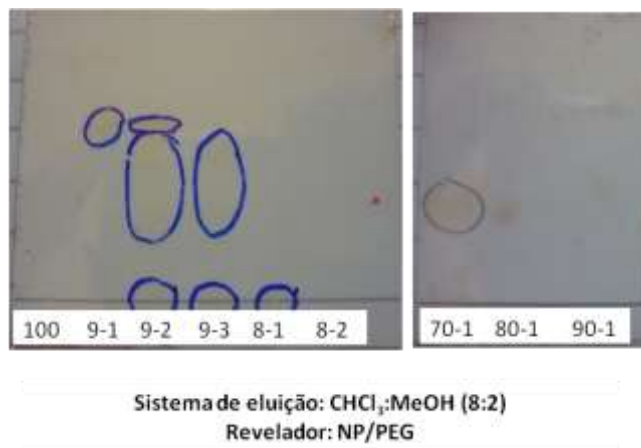 100 9-1 9-2 9-3 8-1 8-2
70-1 80-1 90-1
Sistema de eluição: CHCl₃:MeOH (8:2)
Revelador: NP/PEG